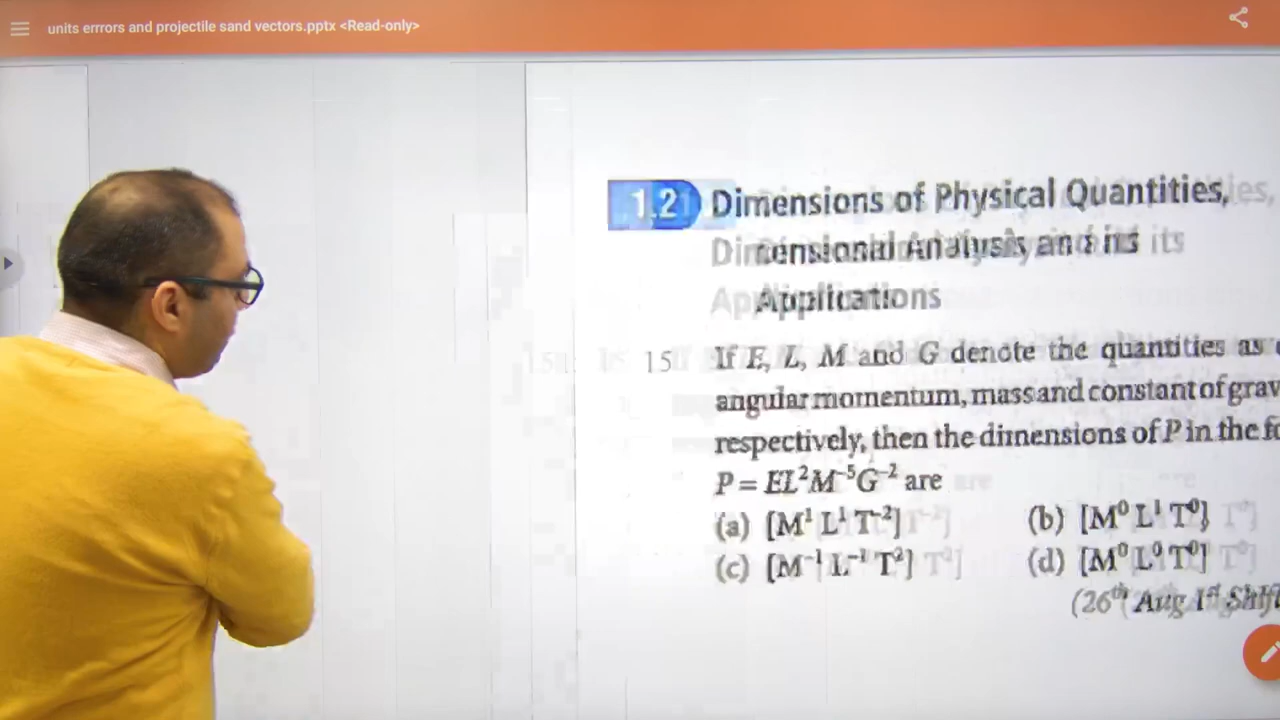 units errrors and projectile sand vectors.pptx <Read-only>
1.2 Dimensions of Physical Quantities,
Dimensional Analysis and its
Applications
15 If E, L, M and G denote the quantities as
angular momentum, mass and constant of grav
respectively, then the dimensions of P in the fo
P = EL²M⁻⁵G⁻² are
(a) [M¹ L¹ T⁻²] (b) [M⁰ L¹ T⁰]
(c) [M⁻¹ L⁻¹ T²] (d) [M⁰ L⁰ T⁰]
(26th Aug 1st Shift